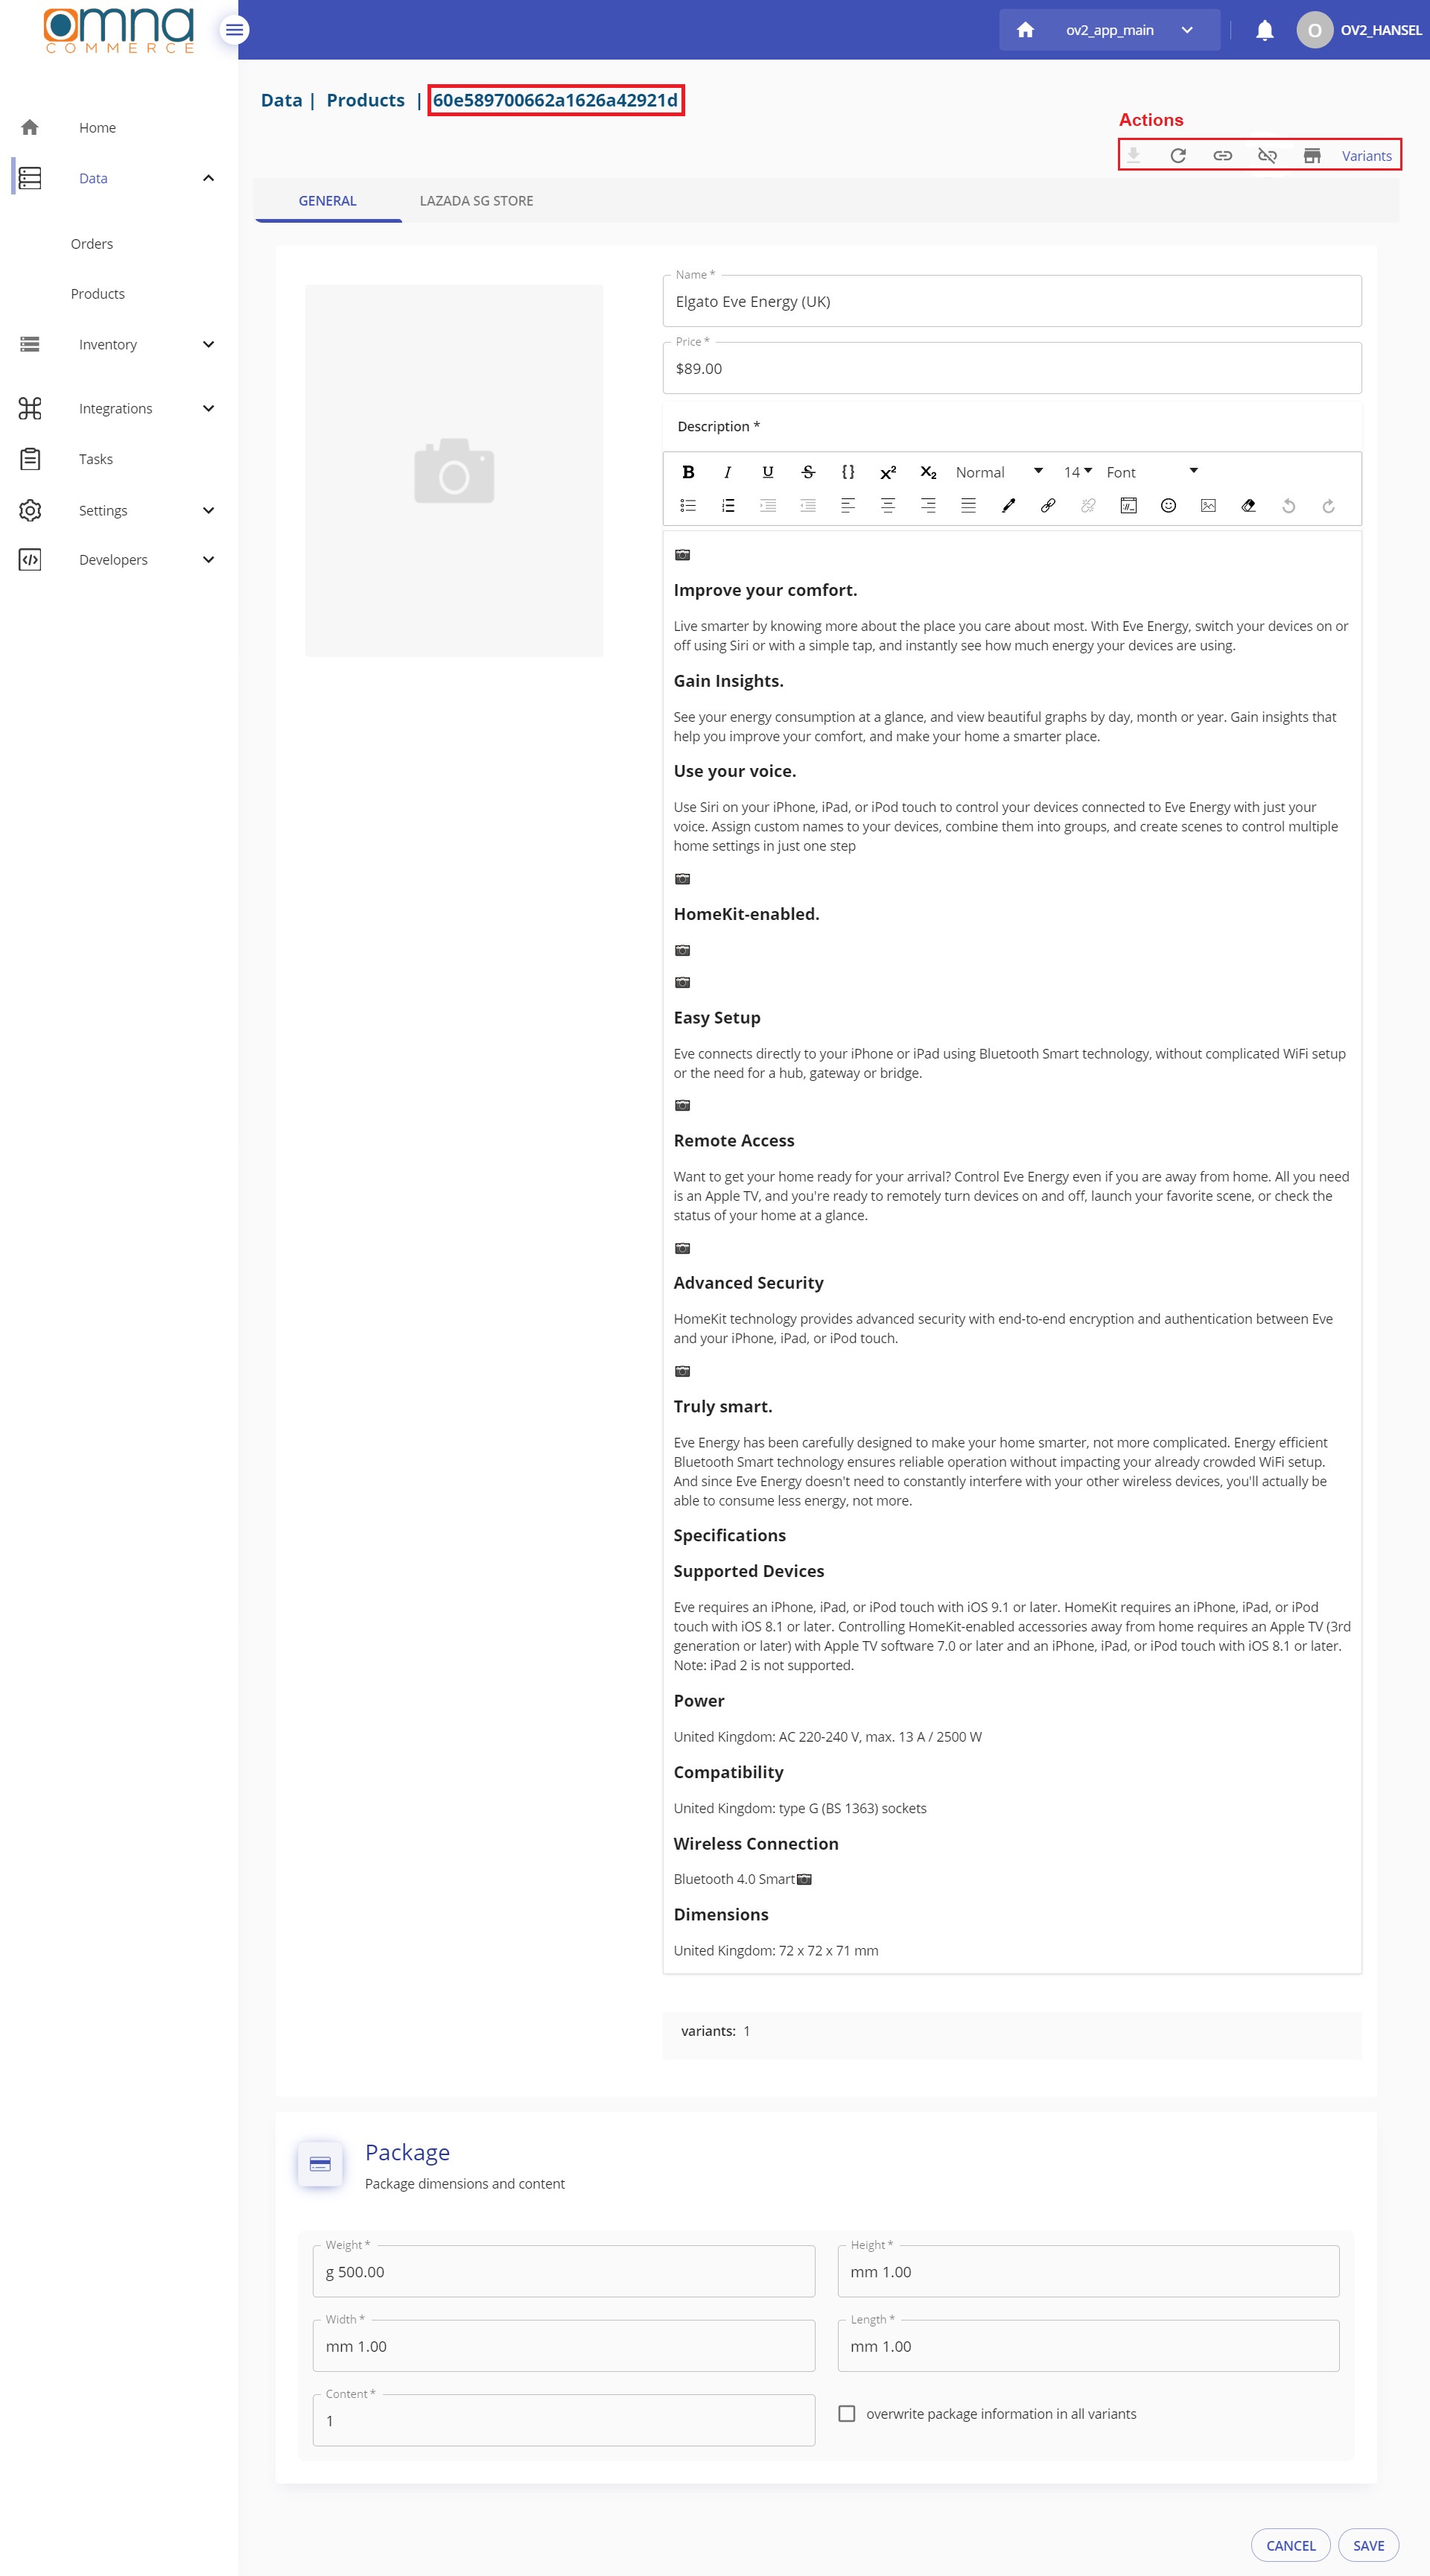 omna
COMMERCE
ov2_app_main
O
OV2_HANSEL
Data | Products | 60e589700662a1626a42921d
Actions
Variants
Home
Data
Orders
Products
Inventory
Integrations
Tasks
Settings
Developers
GENERAL
LAZADA SG STORE
Name *
Elgato Eve Energy (UK)
Price *
$89.00
Description *
B I U S {} X² X₂ Normal 14 Font
Improve your comfort.
Live smarter by knowing more about the place you care about most. With Eve Energy, switch your devices on or
off using Siri or with a simple tap, and instantly see how much energy your devices are using.
Gain Insights.
See your energy consumption at a glance, and view beautiful graphs by day, month or year. Gain insights that
help you improve your comfort, and make your home a smarter place.
Use your voice.
Use Siri on your iPhone, iPad, or iPod touch to control your devices connected to Eve Energy with just your
voice. Assign custom names to your devices, combine them into groups, and create scenes to control multiple
home settings in just one step
HomeKit-enabled.
Easy Setup
Eve connects directly to your iPhone or iPad using Bluetooth Smart technology, without complicated WiFi setup
or the need for a hub, gateway or bridge.
Remote Access
Want to get your home ready for your arrival? Control Eve Energy even if you are away from home. All you need
is an Apple TV, and you're ready to remotely turn devices on and off, launch your favorite scene, or check the
status of your home at a glance.
Advanced Security
HomeKit technology provides advanced security with end-to-end encryption and authentication between Eve
and your iPhone, iPad, or iPod touch.
Truly smart.
Eve Energy has been carefully designed to make your home smarter, not more complicated. Energy efficient
Bluetooth Smart technology ensures reliable operation without impacting your already crowded WiFi setup.
And since Eve Energy doesn't need to constantly interfere with your other wireless devices, you'll actually be
able to consume less energy, not more.
Specifications
Supported Devices
Eve requires an iPhone, iPad, or iPod touch with iOS 9.1 or later. HomeKit requires an iPhone, iPad, or iPod
touch with iOS 8.1 or later. Controlling HomeKit-enabled accessories away from home requires an Apple TV (3rd
generation or later) with Apple TV software 7.0 or later and an iPhone, iPad, or iPod touch with iOS 8.1 or later.
Note: iPad 2 is not supported.
Power
United Kingdom: AC 220-240 V, max. 13 A / 2500 W
Compatibility
United Kingdom: type G (BS 1363) sockets
Wireless Connection
Bluetooth 4.0 Smart
Dimensions
United Kingdom: 72 x 72 x 71 mm
variants: 1
Package
Package dimensions and content
Weight *
g 500.00
Height *
mm 1.00
Width *
mm 1.00
Length *
mm 1.00
Content *
1
overwrite package information in all variants
CANCEL
SAVE